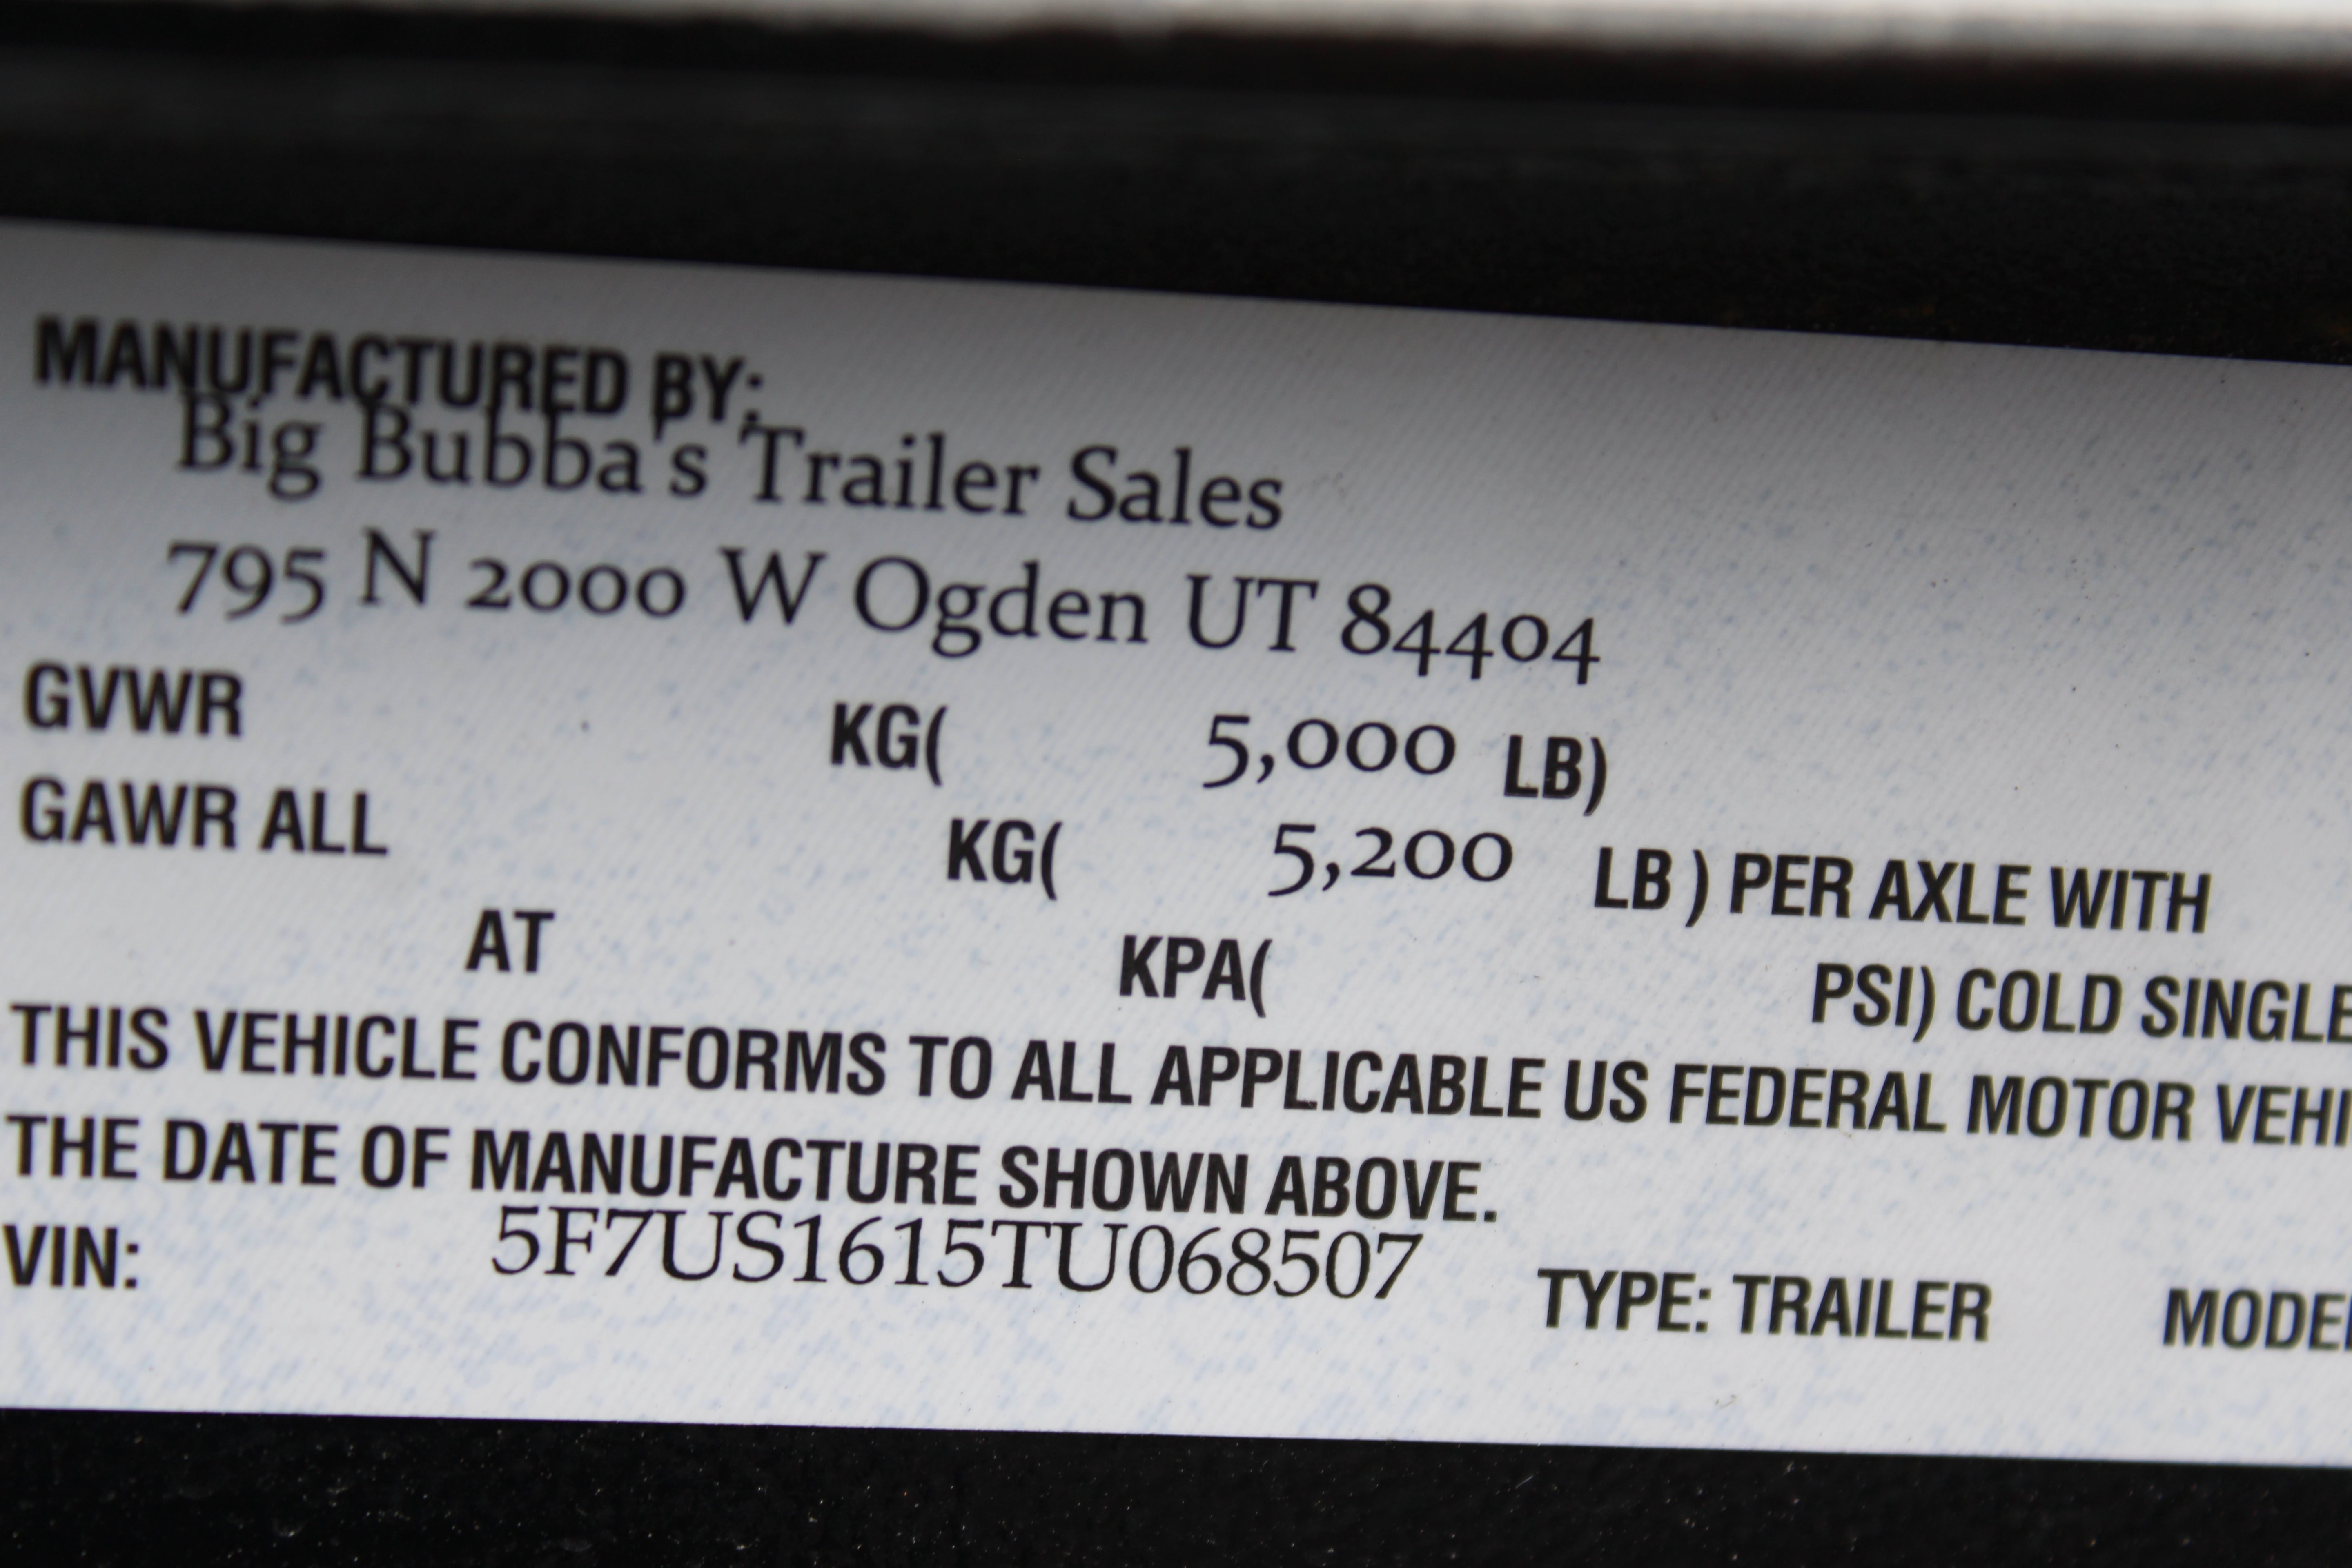 MANUFACTURED BY:
Big Bubba's Trailer Sales
795 N 2000 W Ogden UT 84404
GVWR KG( 5,000 LB)
GAWR ALL KG( 5,200 LB ) PER AXLE WITH
AT KPA( PSI) COLD SINGLE
THIS VEHICLE CONFORMS TO ALL APPLICABLE US FEDERAL MOTOR VEHI
THE DATE OF MANUFACTURE SHOWN ABOVE.
VIN: 5F7US1615TU068507 TYPE: TRAILER MODEL